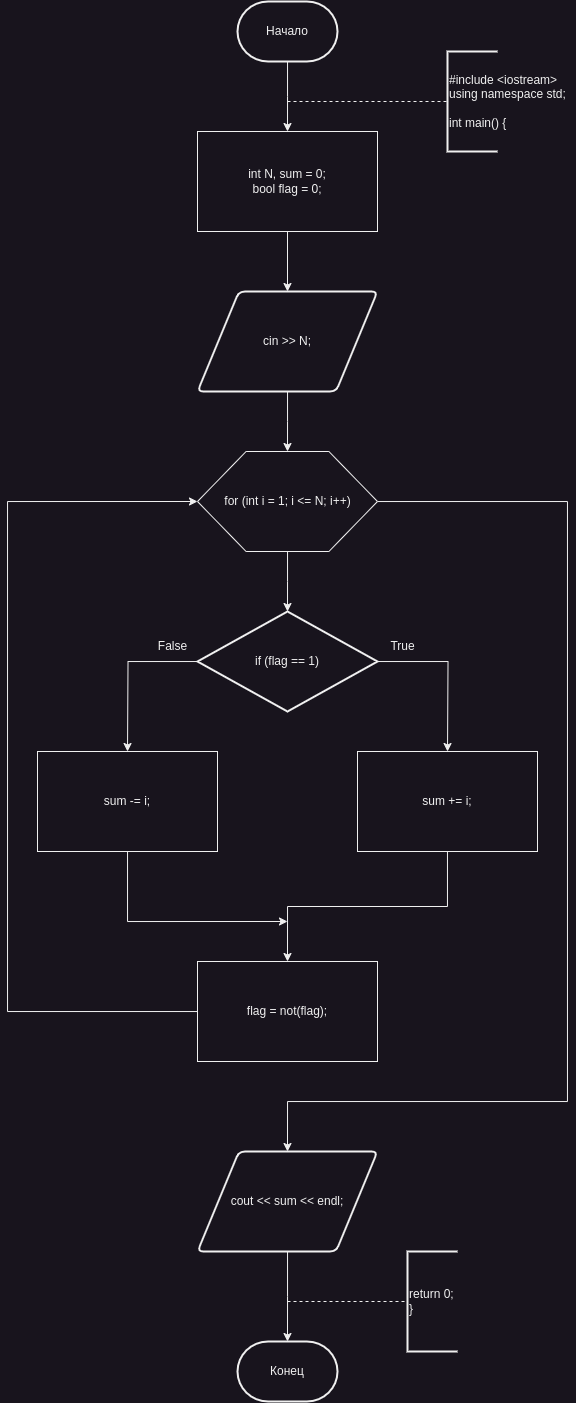 Начало
#include <iostream>
using namespace std;
int main() {
int N, sum = 0;
bool flag = 0;
cin >> N;
for (int i = 1; i <= N; i++)
if (flag == 1)
False
True
sum -= i;
sum += i;
flag = not(flag);
cout << sum << endl;
return 0;
}
Конец